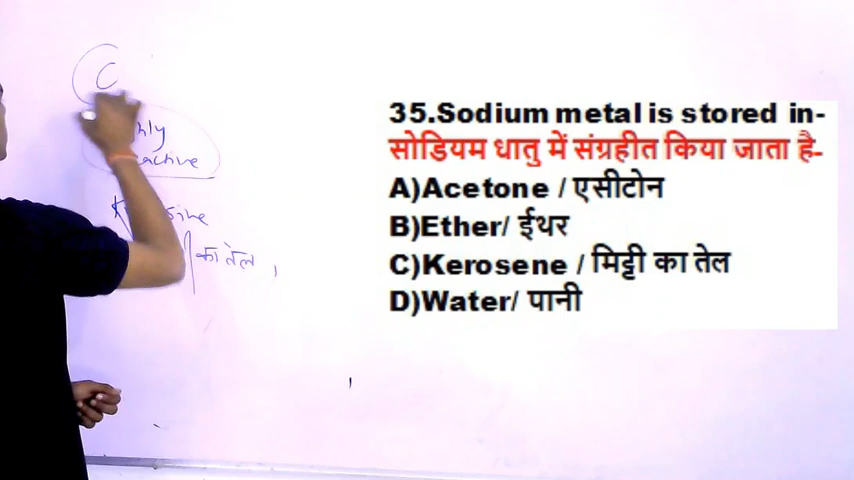 C
35.Sodium metal is stored in-
सोडियम धातु में संग्रहीत किया जाता है-
A)Acetone / एसीटोन
B)Ether/ ईथर
C)Kerosene / मिट्टी का तेल
D)Water/ पानी
का तेल